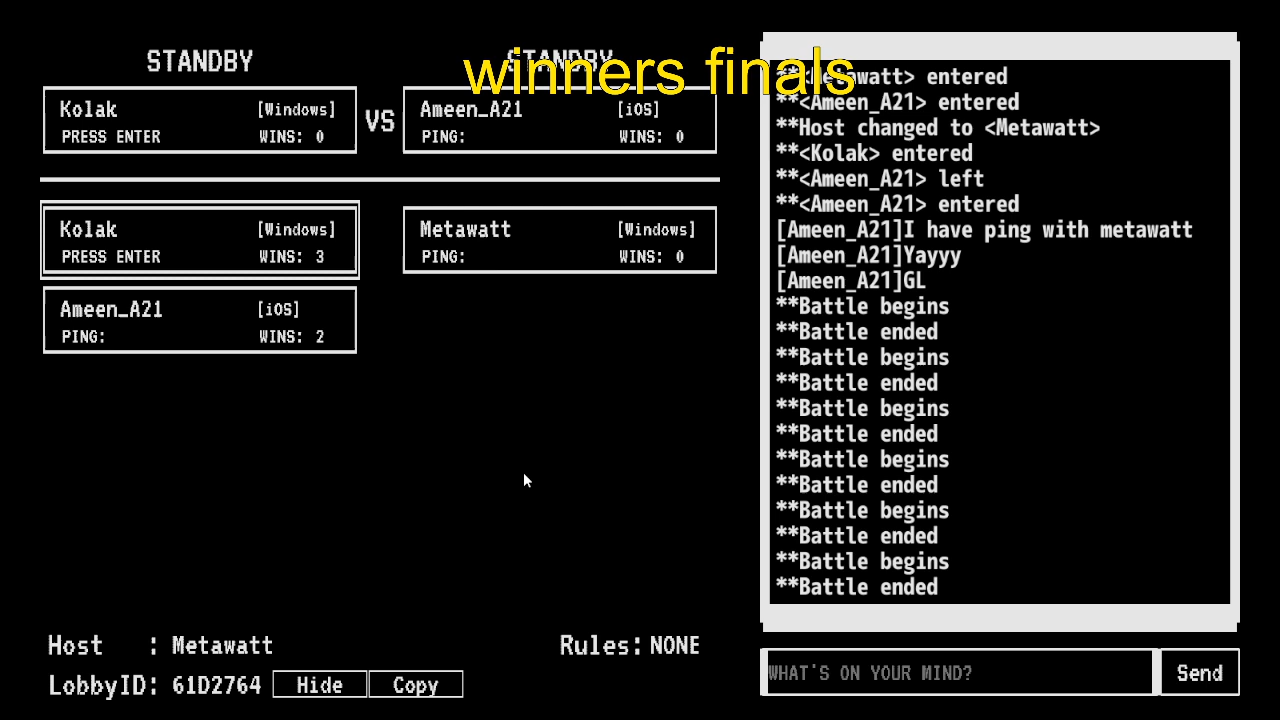 winners finals
STANDBY
STANDBY
Kolak [Windows]
PRESS ENTER WINS: 0
VS
Ameen_A21 [iOS]
PING: WINS: 0
Kolak [Windows]
PRESS ENTER WINS: 3
Metawatt [Windows]
PING: WINS: 0
Ameen_A21 [iOS]
PING: WINS: 2
Host : Metawatt
Rules: NONE
LobbyID: 61D2764 Hide Copy
**<Metawatt> entered
**<Ameen_A21> entered
**Host changed to <Metawatt>
**<Kolak> entered
**<Ameen_A21> left
**<Ameen_A21> entered
[Ameen_A21]I have ping with metawatt
[Ameen_A21]Yayyy
[Ameen_A21]GL
**Battle begins
**Battle ended
**Battle begins
**Battle ended
**Battle begins
**Battle ended
**Battle begins
**Battle ended
**Battle begins
**Battle ended
**Battle begins
**Battle ended
WHAT'S ON YOUR MIND? Send